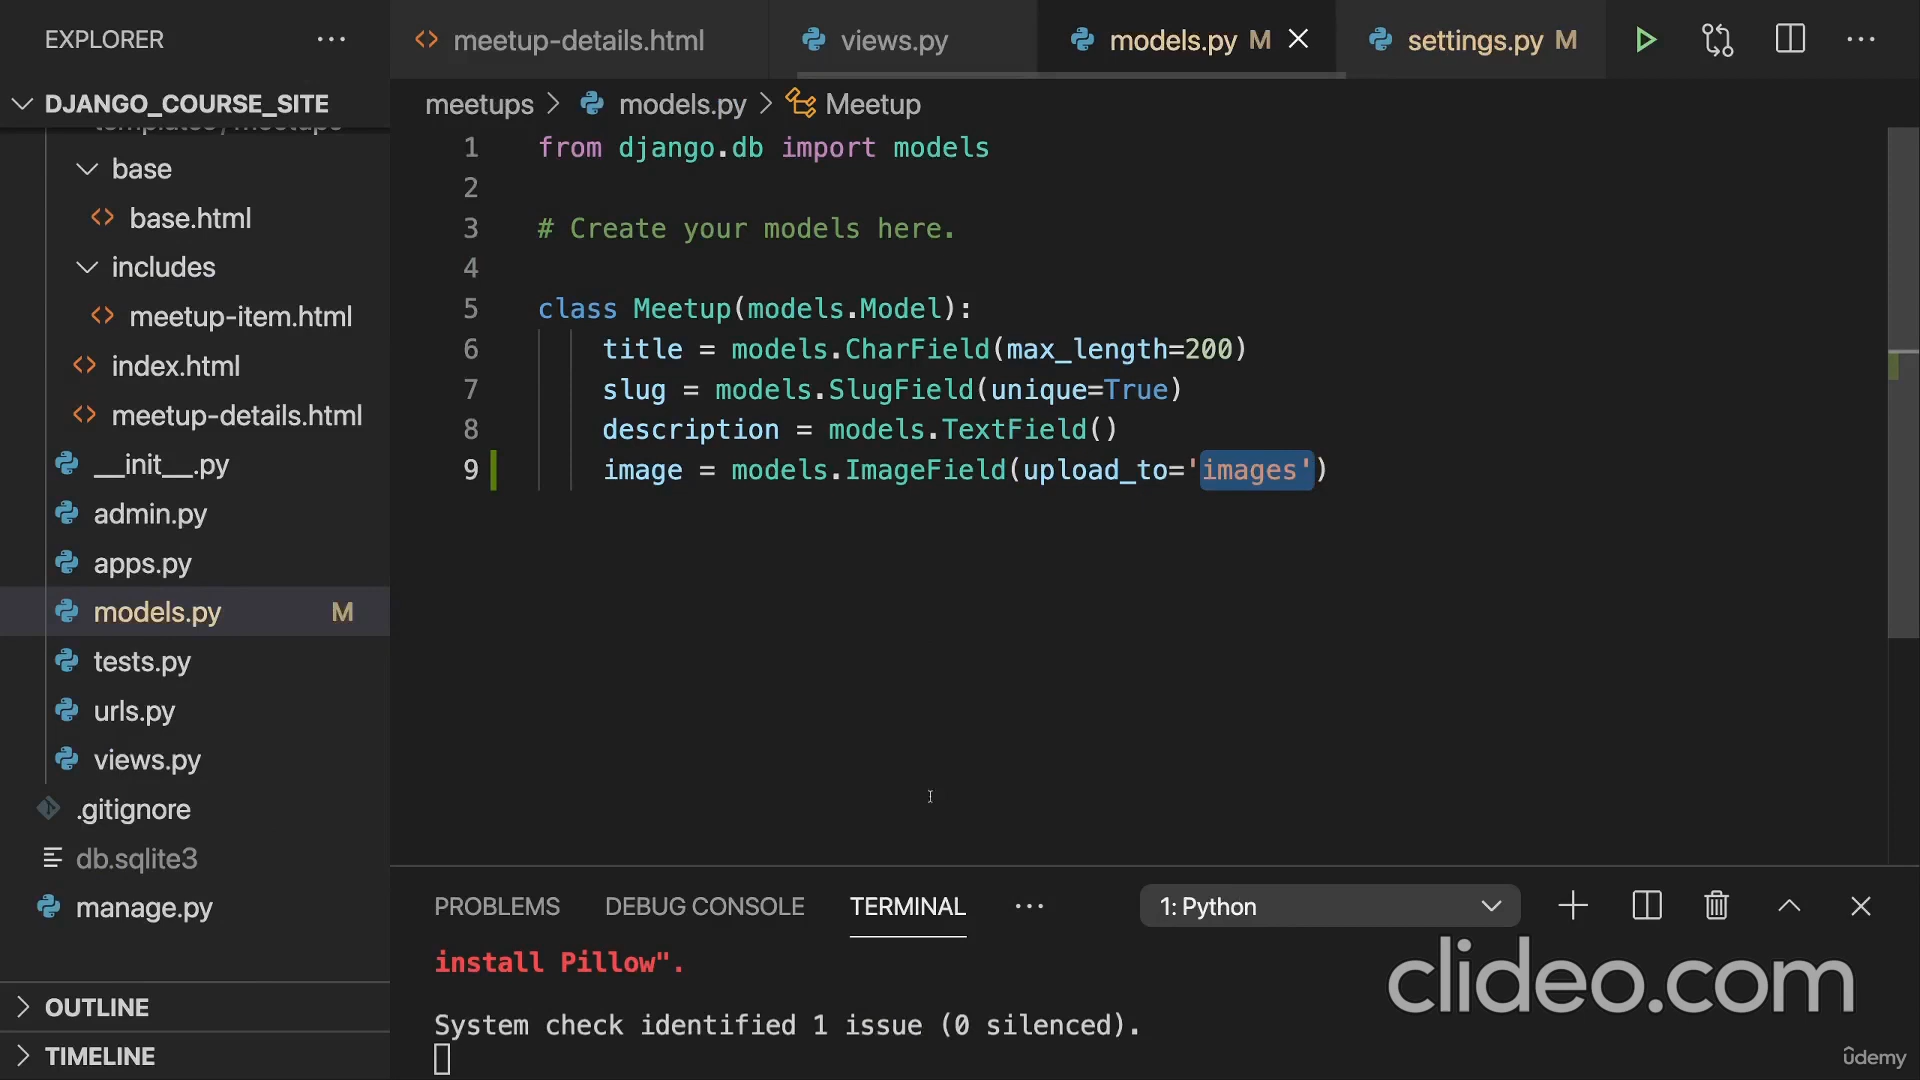 EXPLORER
meetup-details.html
views.py
models.py M
settings.py M
DJANGO_COURSE_SITE
meetups > models.py > Meetup
templates/meetups
base
base.html
includes
meetup-item.html
index.html
meetup-details.html
__init__.py
admin.py
apps.py
models.py M
tests.py
urls.py
views.py
.gitignore
db.sqlite3
manage.py
OUTLINE
TIMELINE
1 from django.db import models
2
3 # Create your models here.
4
5 class Meetup(models.Model):
6 title = models.CharField(max_length=200)
7 slug = models.SlugField(unique=True)
8 description = models.TextField()
9 image = models.ImageField(upload_to='images')
PROBLEMS DEBUG CONSOLE TERMINAL ··· 1: Python
install Pillow".
System check identified 1 issue (0 silenced).
clideo.com
ûdemy